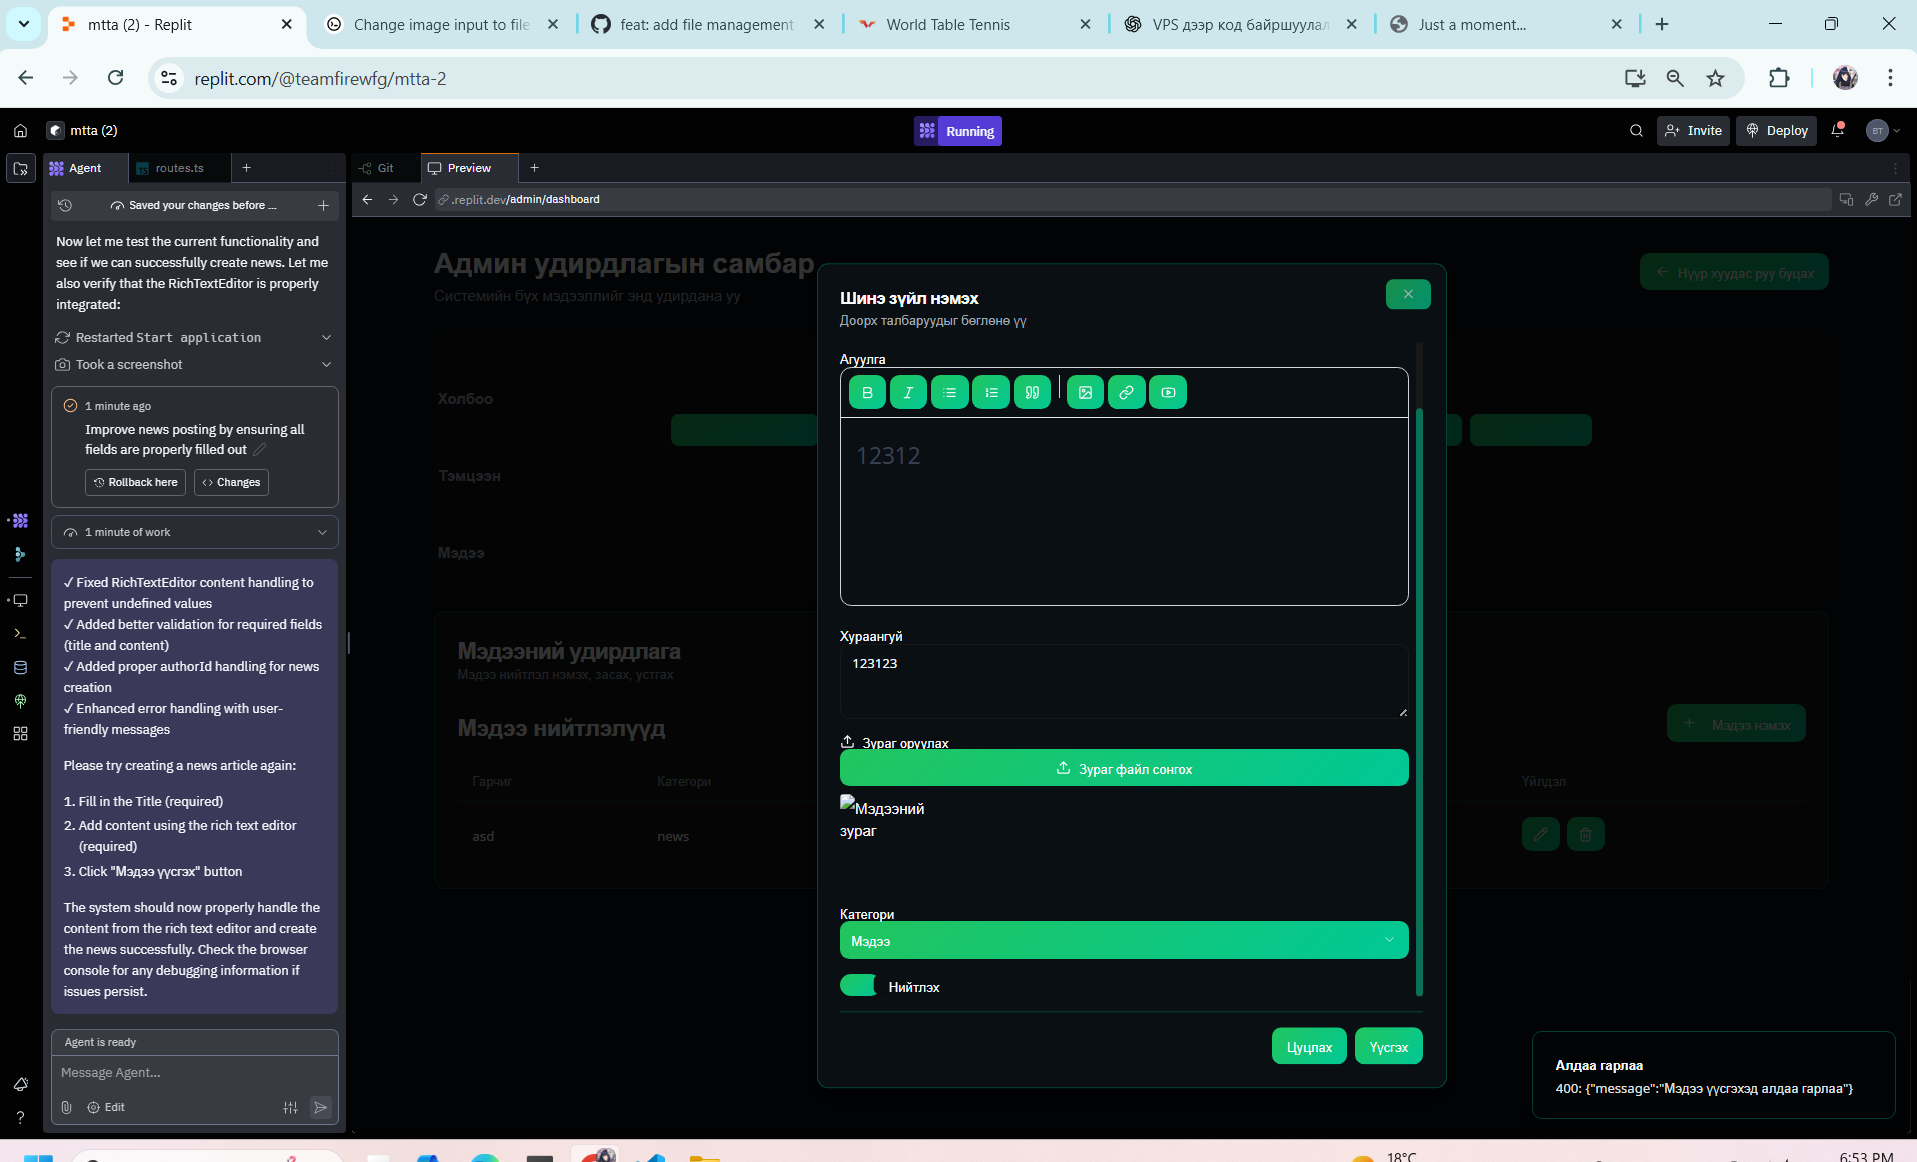 mtta (2) - Replit
Change image input to file
feat: add file management
World Table Tennis
VPS дээр код байршуулал
Just a moment...
replit.com/@teamfirewfg/mtta-2
mtta (2)
Running
Invite
Deploy
BT
Agent
routes.ts
Git
Preview
Saved your changes before ...
.replit.dev/admin/dashboard
Now let me test the current functionality and
see if we can successfully create news. Let me
also verify that the RichTextEditor is properly
integrated:
Restarted Start application
Took a screenshot
1 minute ago
Improve news posting by ensuring all
fields are properly filled out
Rollback here
Changes
1 minute of work
✓ Fixed RichTextEditor content handling to
prevent undefined values
✓ Added better validation for required fields
(title and content)
✓ Added proper authorId handling for news
creation
✓ Enhanced error handling with user-
friendly messages
Please try creating a news article again:
1. Fill in the Title (required)
2. Add content using the rich text editor
(required)
3. Click "Мэдээ үүсгэх" button
The system should now properly handle the
content from the rich text editor and create
the news successfully. Check the browser
console for any debugging information if
issues persist.
Agent is ready
Message Agent...
Edit
Админ удирдлагын самбар
Системийн бүх мэдээллийг энд удирдана уу
Нүүр хуудас руу буцах
Холбоо
Тэмцээн
Мэдээ
Мэдээний удирдлага
Мэдээ нийтлэл нэмэх, засах, устгах
Мэдээ нийтлэлүүд
Мэдээ нэмэх
Гарчиг
Категори
Үйлдэл
asd
news
Шинэ зүйл нэмэх
Доорх талбаруудыг бөглөнө үү
Агуулга
B
I
12312
Хураангуй
123123
Зураг оруулах
Зураг файл сонгох
Мэдээний
зураг
Категори
Мэдээ
Нийтлэх
Цуцлах
Үүсгэх
Алдаа гарлаа
400: {"message":"Мэдээ үүсгэхэд алдаа гарлаа"}
18°C
6:53 PM